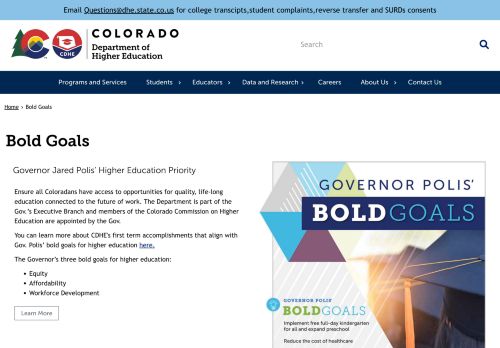 Email Questions@dhe.state.co.us for college transcipts,student complaints,reverse transfer and SURDs consents
COLORADO
Department of
Higher Education
CDHE
Search
Programs and Services
Students
Educators
Data and Research
Careers
About Us
Contact Us
Home > Bold Goals
Bold Goals
Governor Jared Polis' Higher Education Priority
Ensure all Coloradans have access to opportunities for quality, life-long
education connected to the future of work. The Department is part of the
Gov.'s Executive Branch and members of the Colorado Commission on Higher
Education are appointed by the Gov.
You can learn more about CDHE's first term accomplishments that align with
Gov. Polis' bold goals for higher education here.
The Governor's three bold goals for higher education:
Equity
Affordability
Workforce Development
Learn More
GOVERNOR POLIS'
BOLDGOALS
GOVERNOR POLIS'
BOLDGOALS
Implement free full-day kindergarten
for all and expand preschool
Reduce the cost of healthcare